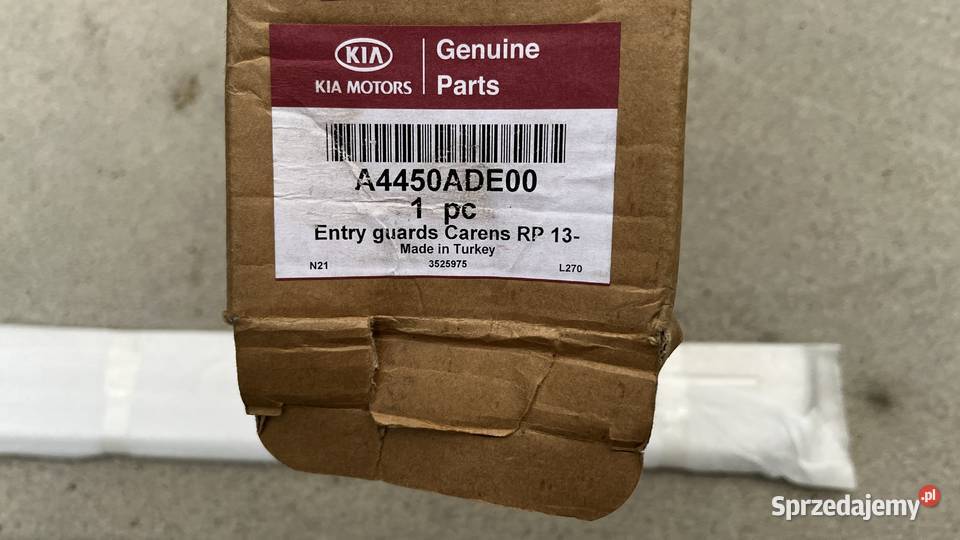 KIA
KIA MOTORS
Genuine
Parts
A4450ADE00
1 pc
Entry guards Carens RP 13-
Made in Turkey
N21
3525975
L270
Sprzedajemy.pl